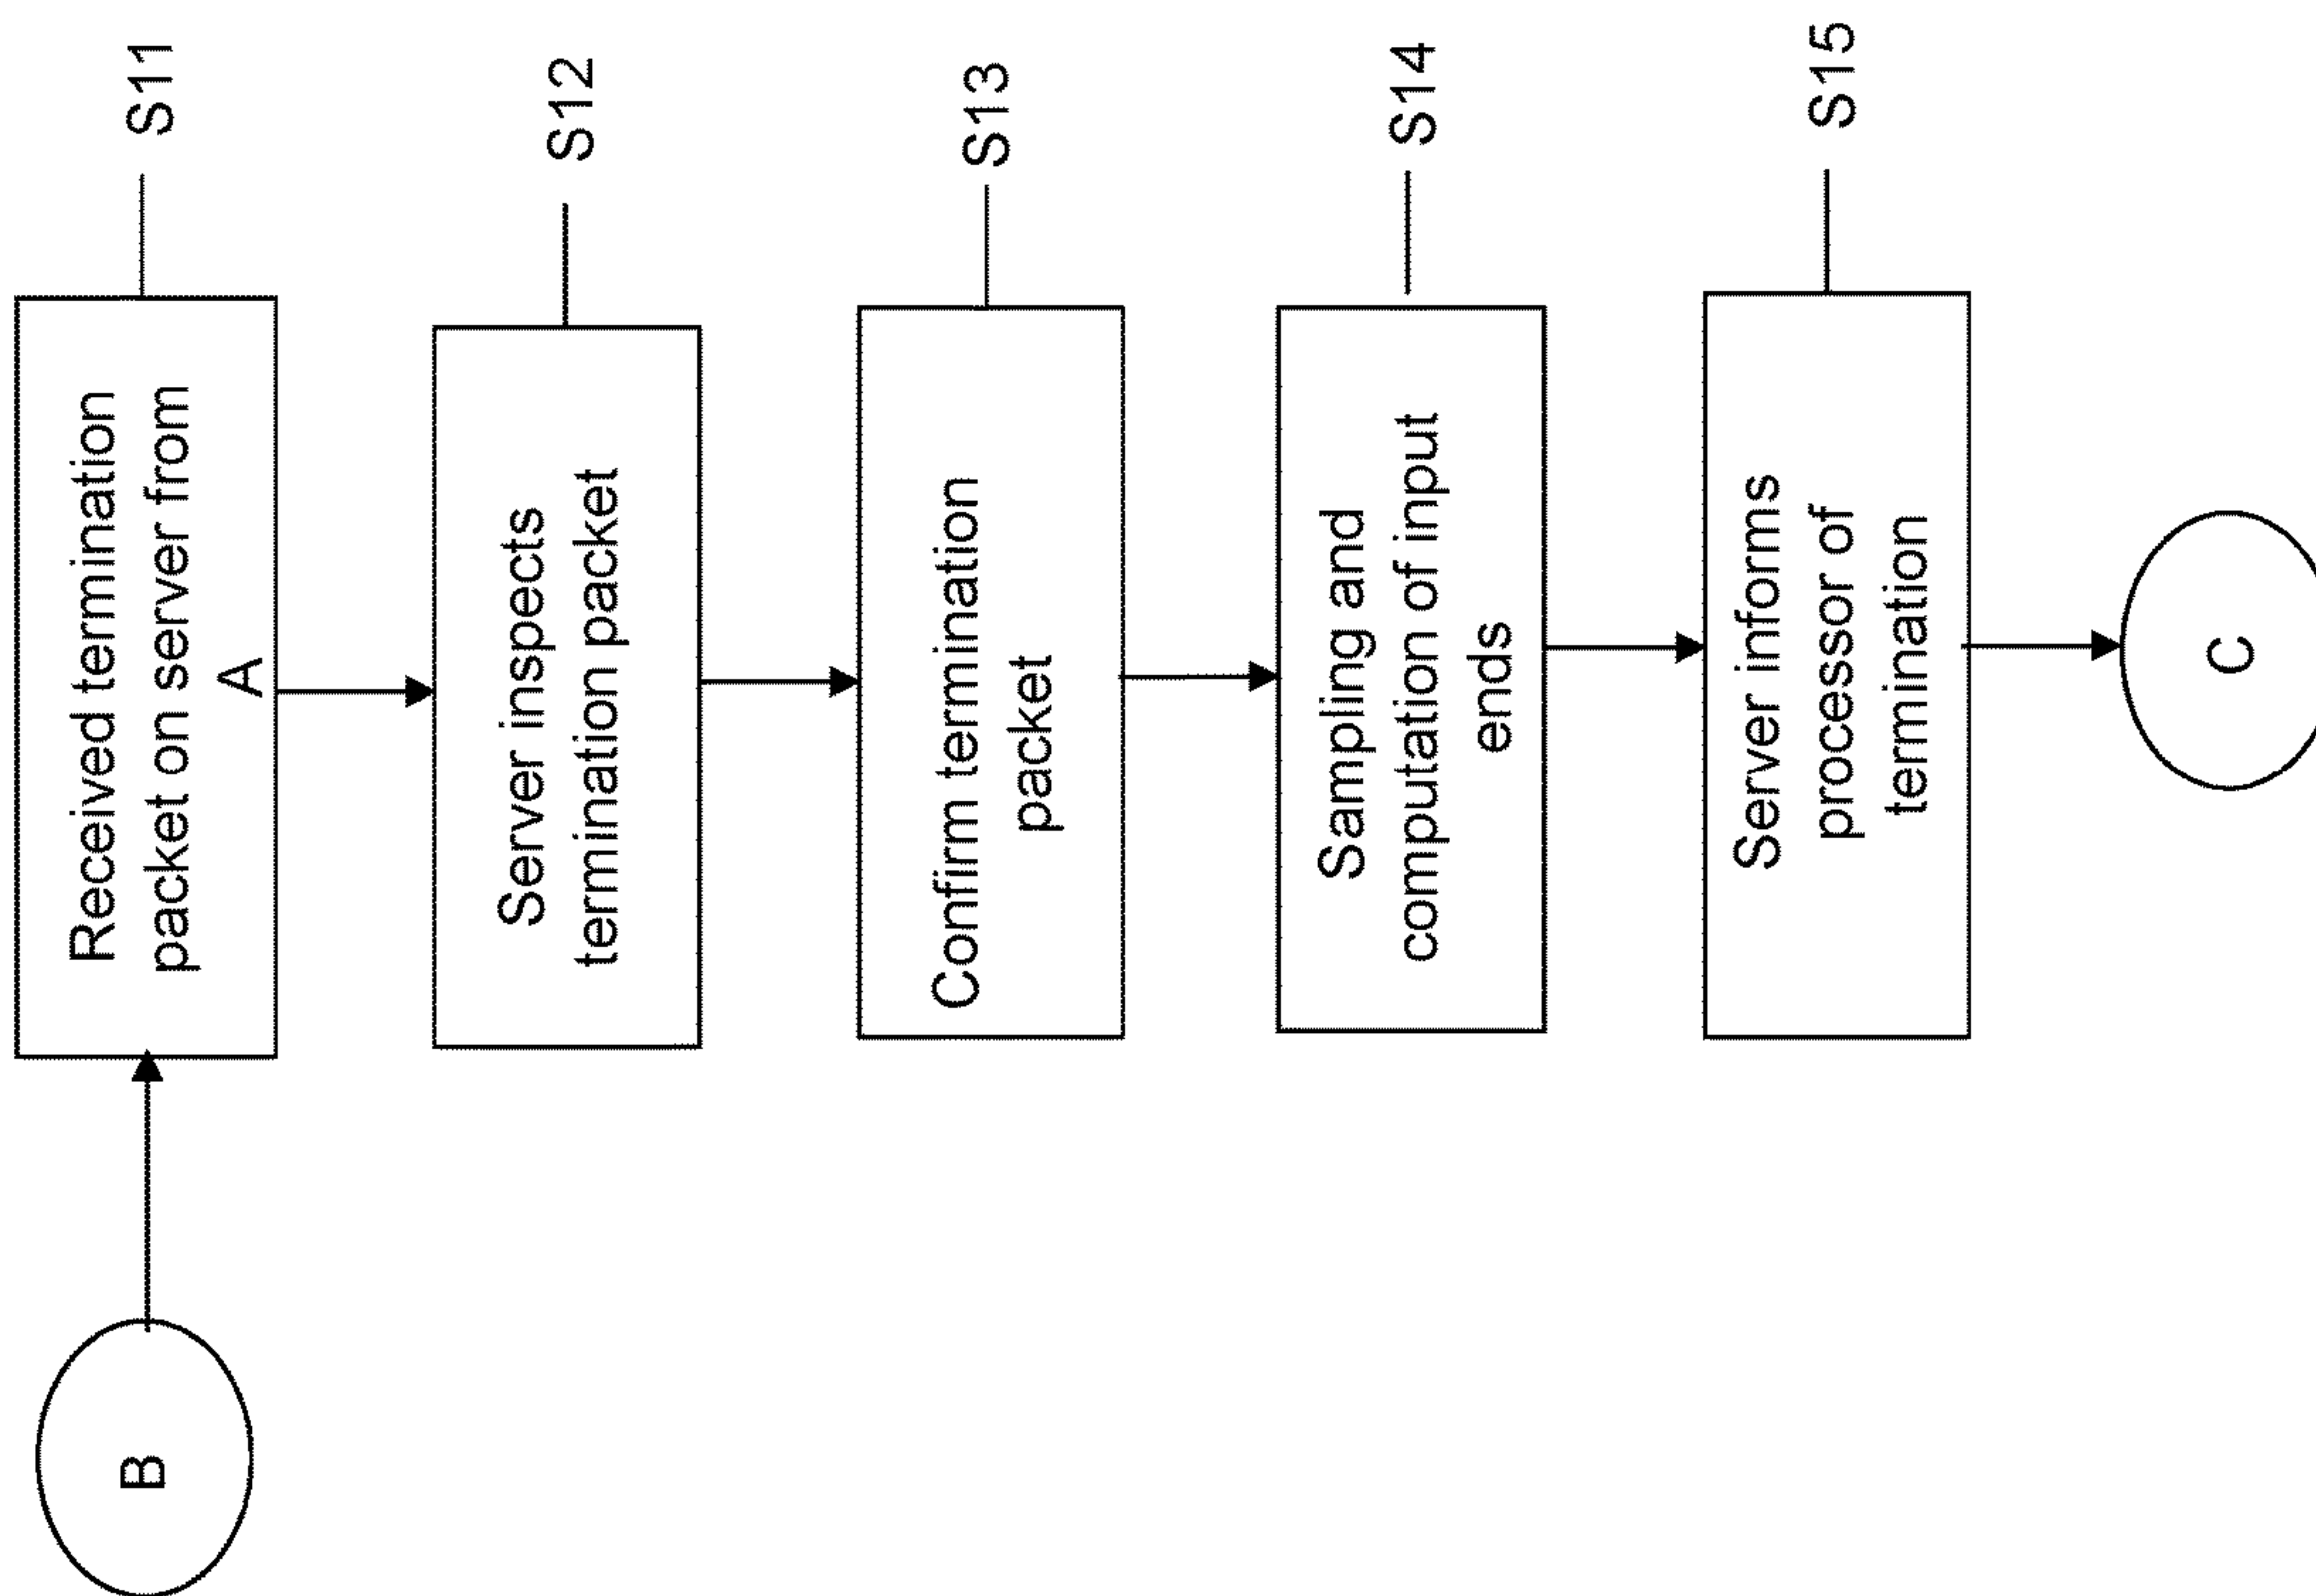 B
Received termination
packet on server from
A
S11
Server inspects
termination packet
S12
Confirm termination
packet
S13
Sampling and
computation of input
ends
S14
Server informs
processor of
termination
S15
C